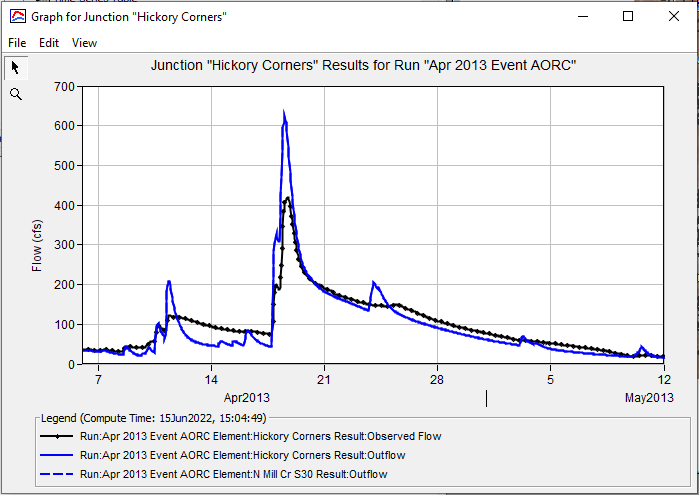 Graph for Junction "Hickory Corners"
File Edit View
Junction "Hickory Corners" Results for Run "Apr 2013 Event AORC"
700
600
500
400
300
200
100
0
Flow (cfs)
7 14 21 28 5 12
Apr2013 May2013
Legend (Compute Time: 15Jun2022, 15:04:49)
Run:Apr 2013 Event AORC Element:Hickory Corners Result:Observed Flow
Run:Apr 2013 Event AORC Element:Hickory Corners Result:Outflow
Run:Apr 2013 Event AORC Element:N Mill Cr S30 Result:Outflow